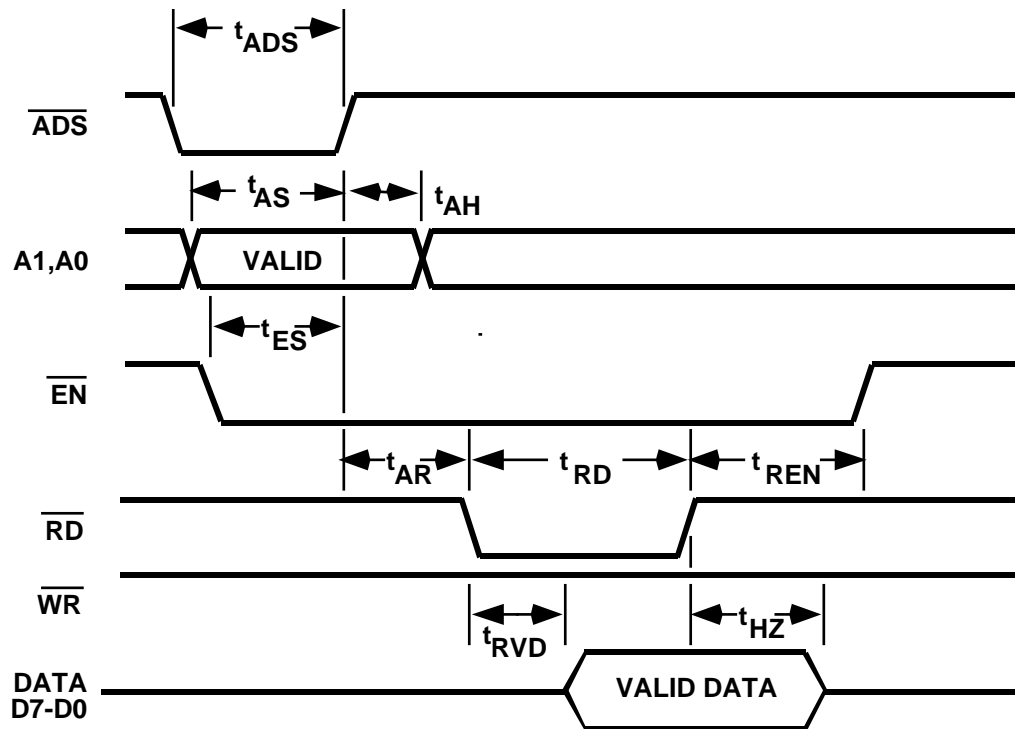 tADS
ADS
tAS
tAH
A1,A0
VALID
tES
EN
tAR
tRD
tREN
RD
WR
tRVD
tHZ
DATA
D7-D0
VALID DATA